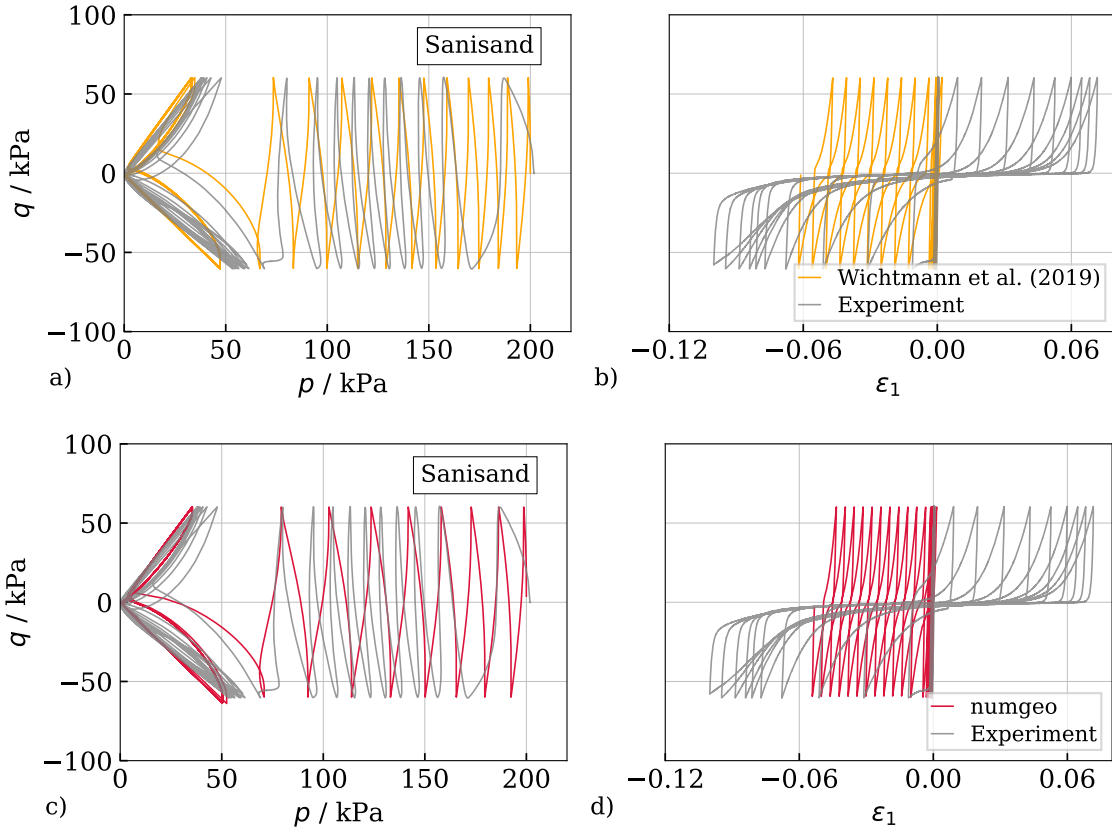 100
50
0
−50
−100
q / kPa
Sanisand
0 50 100 150 200
p / kPa
a)
Wichtmann et al. (2019)
Experiment
−0.12 −0.06 0.00 0.06
ε1
b)
100
50
0
−50
−100
q / kPa
Sanisand
0 50 100 150 200
p / kPa
c)
numgeo
Experiment
−0.12 −0.06 0.00 0.06
ε1
d)